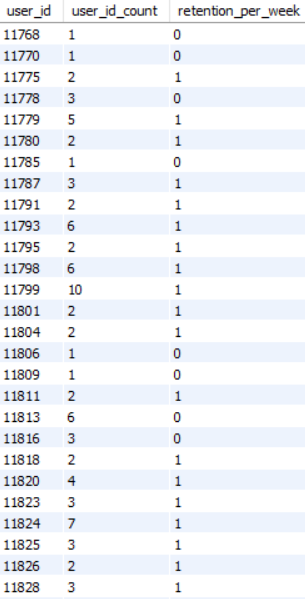 user_id user_id_count retention_per_week
11768 1 0
11770 1 0
11775 2 1
11778 3 0
11779 5 1
11780 2 1
11785 1 0
11787 3 1
11791 2 1
11793 6 1
11795 2 1
11798 6 1
11799 10 1
11801 2 1
11804 2 1
11806 1 0
11809 1 0
11811 2 1
11813 6 0
11816 3 0
11818 2 1
11820 4 1
11823 3 1
11824 7 1
11825 3 1
11826 2 1
11828 3 1